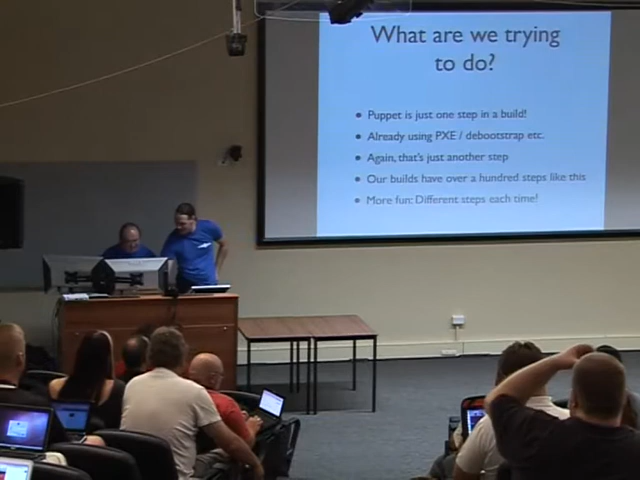 What are we trying
to do?
• Puppet is just one step in a build!
• Already using PXE / debootstrap etc.
• Again, that's just another step
• Our builds have over a hundred steps like this
• More fun: Different steps each time!